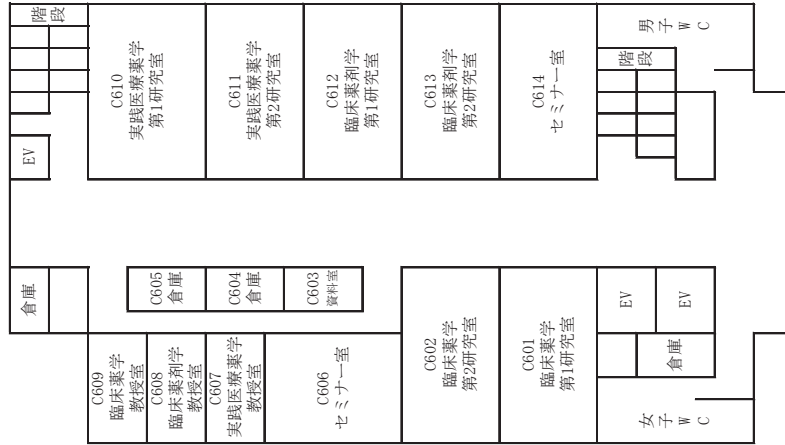 階段
EV
倉庫
C610
実践医療薬学
第1研究室
C611
実践医療薬学
第2研究室
C612
臨床薬剤学
第1研究室
C613
臨床薬剤学
第2研究室
C614
セミナー室
階段
男子WC
C605
倉庫
C604
倉庫
C603
資料室
C609
臨床薬学
教授室
C608
臨床薬剤学
教授室
C607
実践医療薬学
教授室
C606
セミナー室
C602
臨床薬学
第2研究室
C601
臨床薬学
第1研究室
EV
EV
倉庫
女子WC